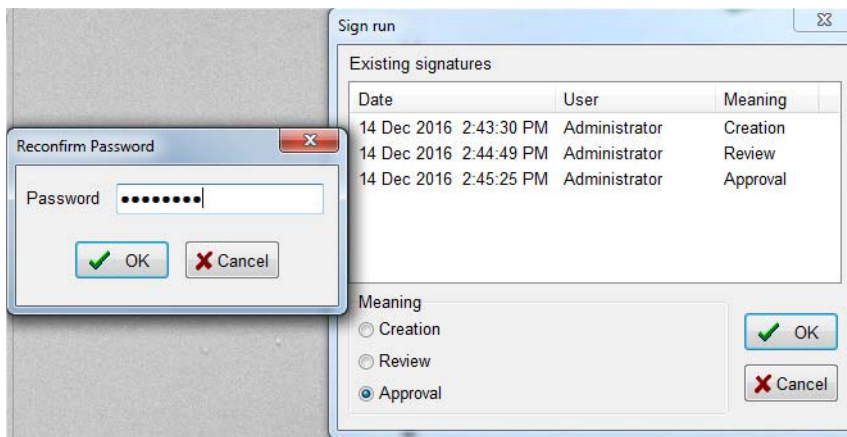 Sign run
Existing signatures
Date User Meaning
14 Dec 2016 2:43:30 PM Administrator Creation
14 Dec 2016 2:44:49 PM Administrator Review
14 Dec 2016 2:45:25 PM Administrator Approval
Meaning
Creation
Review
Approval
OK
Cancel
Reconfirm Password
Password ••••••••
OK
Cancel